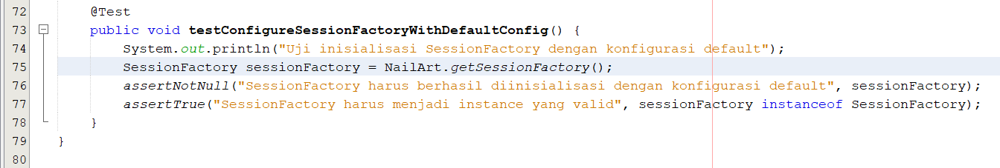 72 @Test
73 public void testConfigureSessionFactoryWithDefaultConfig() {
74 System.out.println("Uji inisialisasi SessionFactory dengan konfigurasi default");
75 SessionFactory sessionFactory = NailArt.getSessionFactory();
76 assertNotNull("SessionFactory harus berhasil diinisialisasi dengan konfigurasi default", sessionFactory);
77 assertTrue("SessionFactory harus menjadi instance yang valid", sessionFactory instanceof SessionFactory);
78 }
79 }
80